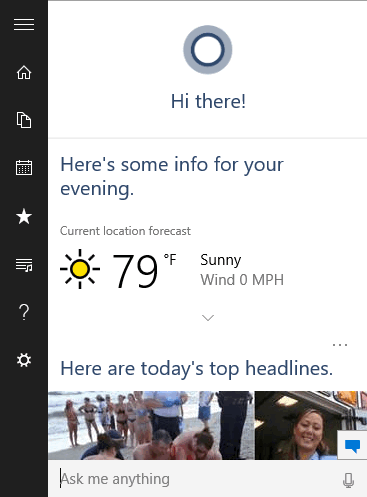 Hi there!
Here's some info for your
evening.
Current location forecast
79 °F
Sunny
Wind 0 MPH
Here are today's top headlines.
Ask me anything